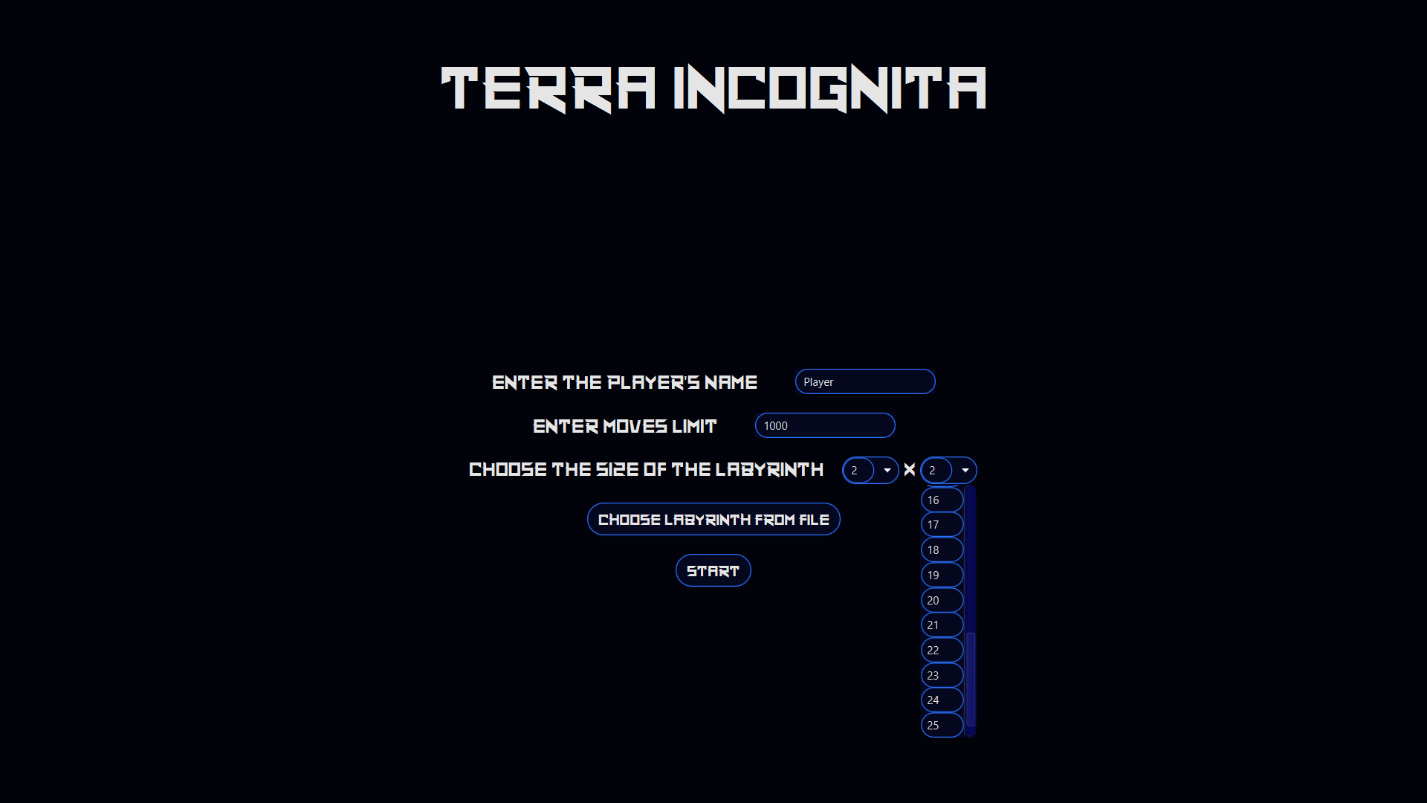 TERRA INCOGNITA
ENTER THE PLAYER'S NAME Player
ENTER MOVES LIMIT 1000
CHOOSE THE SIZE OF THE LABYRINTH 2 X 2
16
CHOOSE LABYRINTH FROM FILE
17
18
START
19
20
21
22
23
24
25